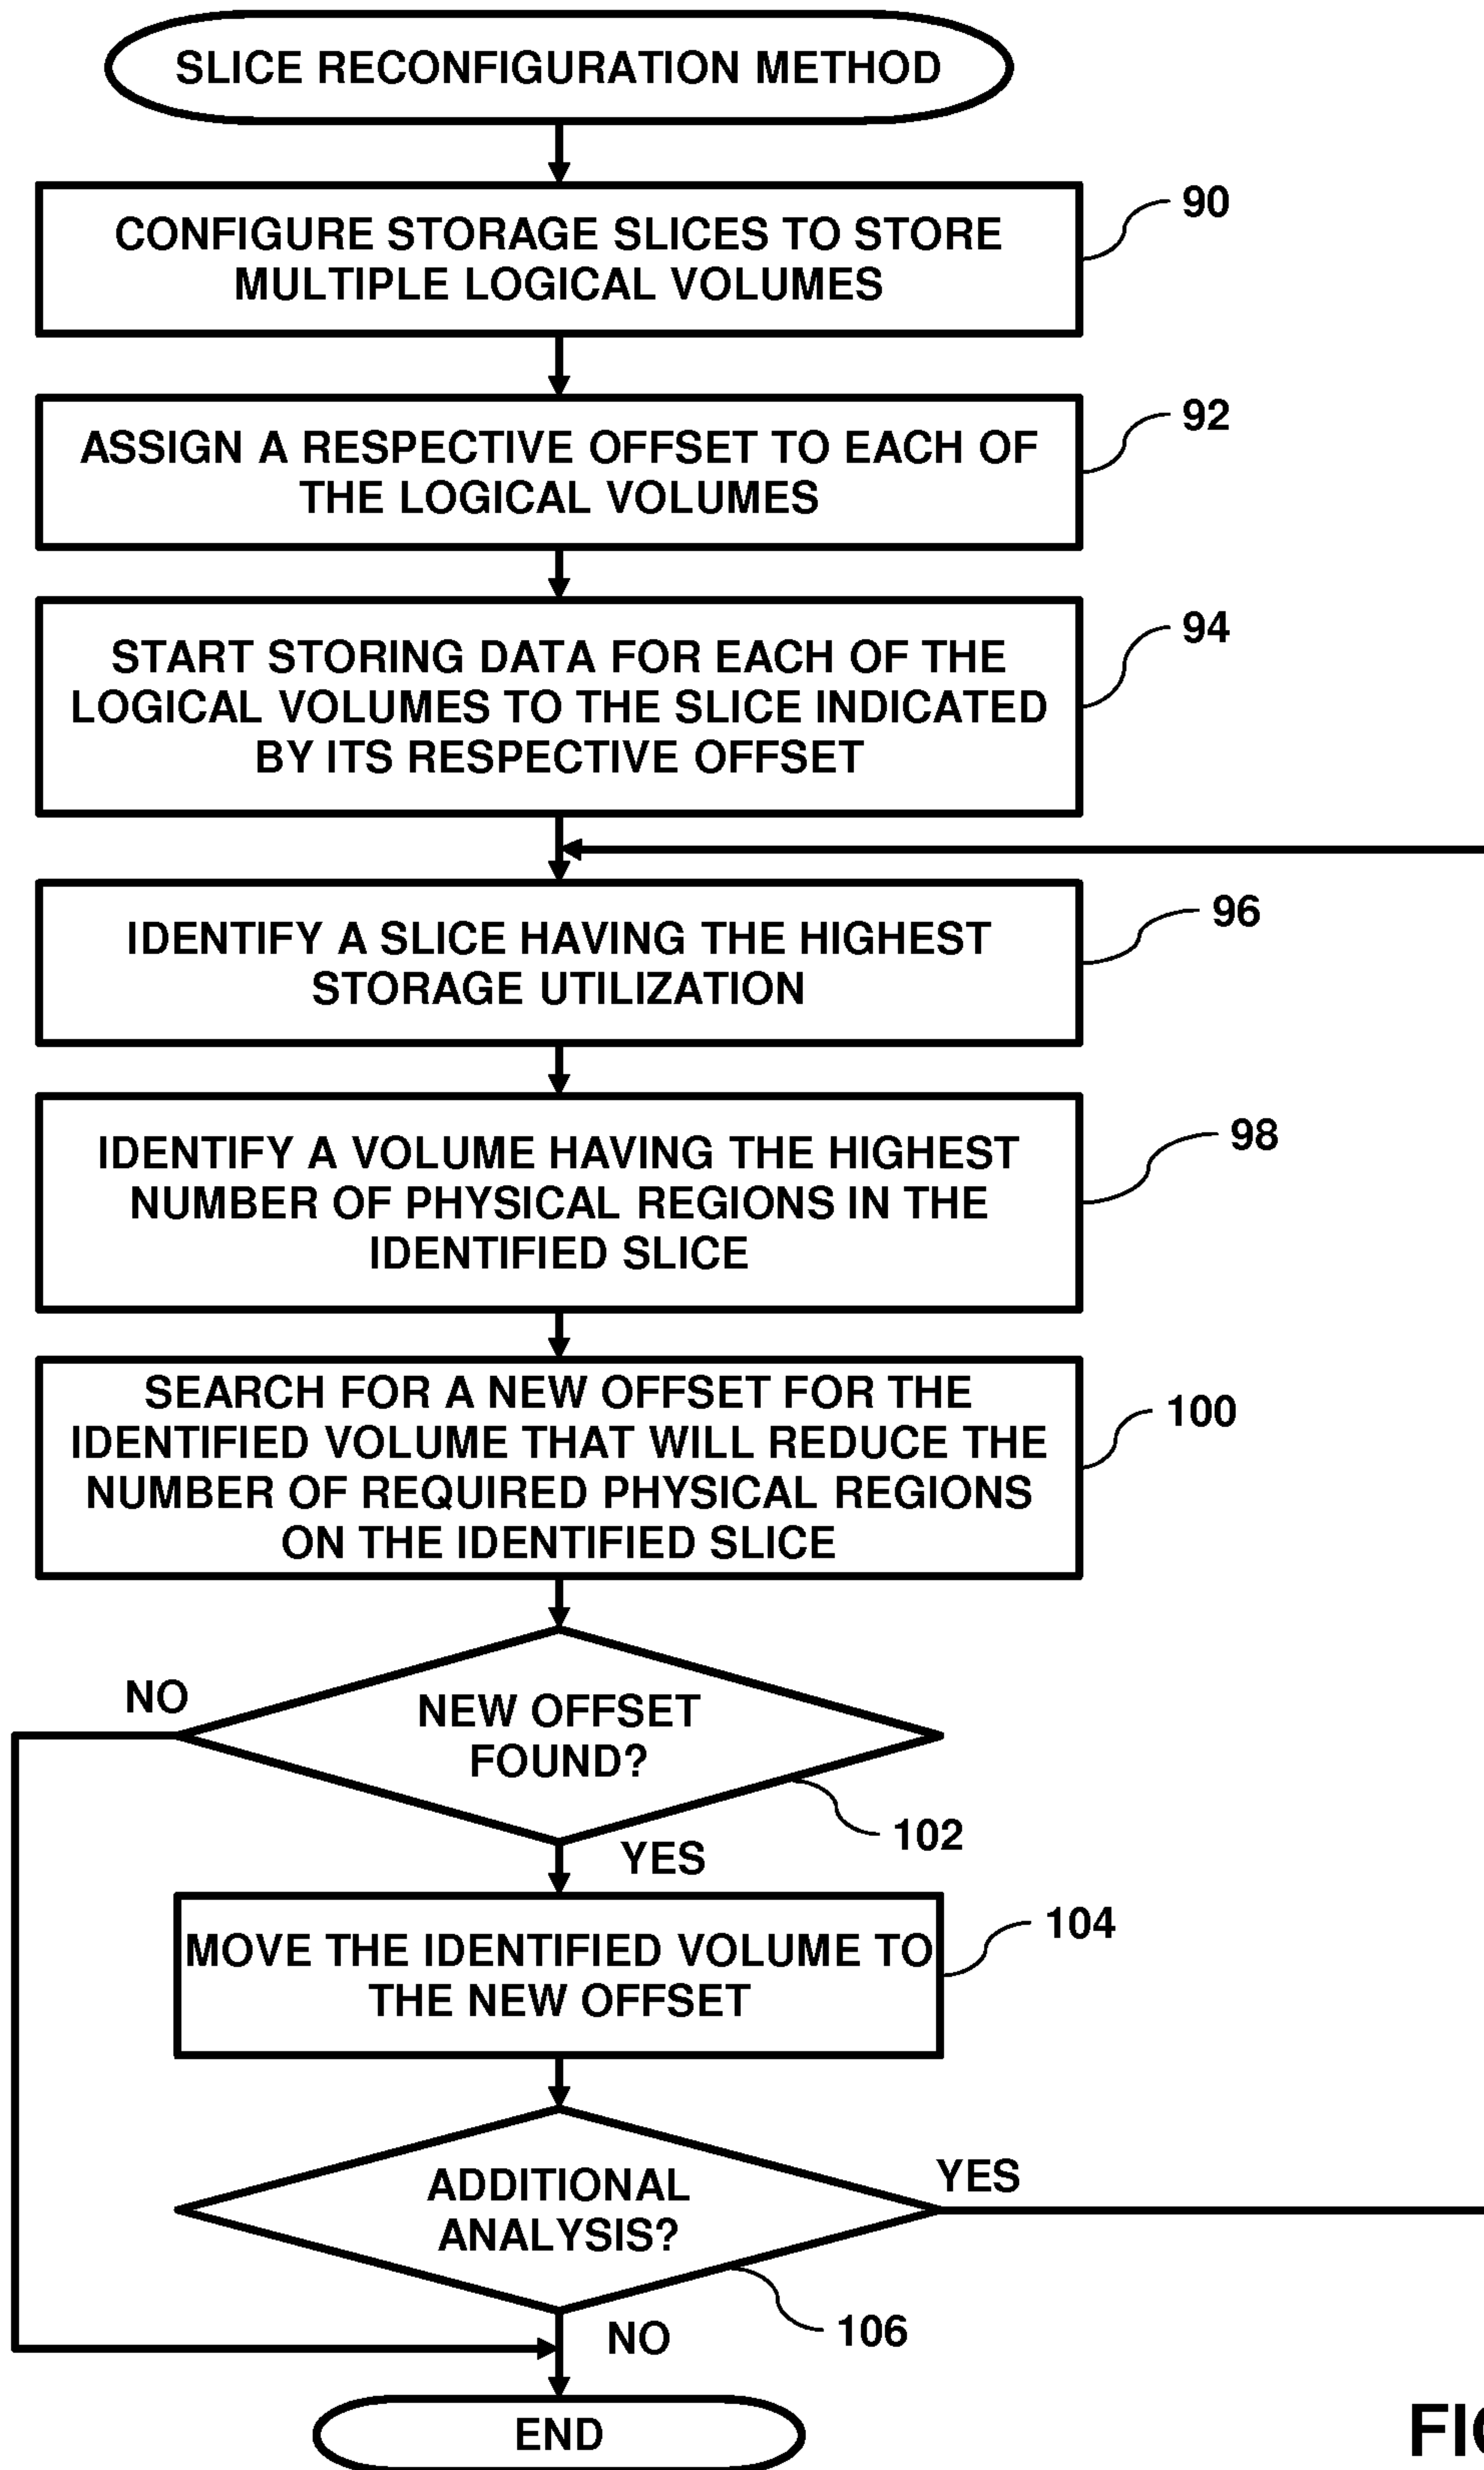 SLICE RECONFIGURATION METHOD
CONFIGURE STORAGE SLICES TO STORE
MULTIPLE LOGICAL VOLUMES
90
ASSIGN A RESPECTIVE OFFSET TO EACH OF
THE LOGICAL VOLUMES
92
START STORING DATA FOR EACH OF THE
LOGICAL VOLUMES TO THE SLICE INDICATED
BY ITS RESPECTIVE OFFSET
94
IDENTIFY A SLICE HAVING THE HIGHEST
STORAGE UTILIZATION
96
IDENTIFY A VOLUME HAVING THE HIGHEST
NUMBER OF PHYSICAL REGIONS IN THE
IDENTIFIED SLICE
98
SEARCH FOR A NEW OFFSET FOR THE
IDENTIFIED VOLUME THAT WILL REDUCE THE
NUMBER OF REQUIRED PHYSICAL REGIONS
ON THE IDENTIFIED SLICE
100
NO
NEW OFFSET
FOUND?
102
YES
MOVE THE IDENTIFIED VOLUME TO
THE NEW OFFSET
104
ADDITIONAL
ANALYSIS?
YES
106
NO
END